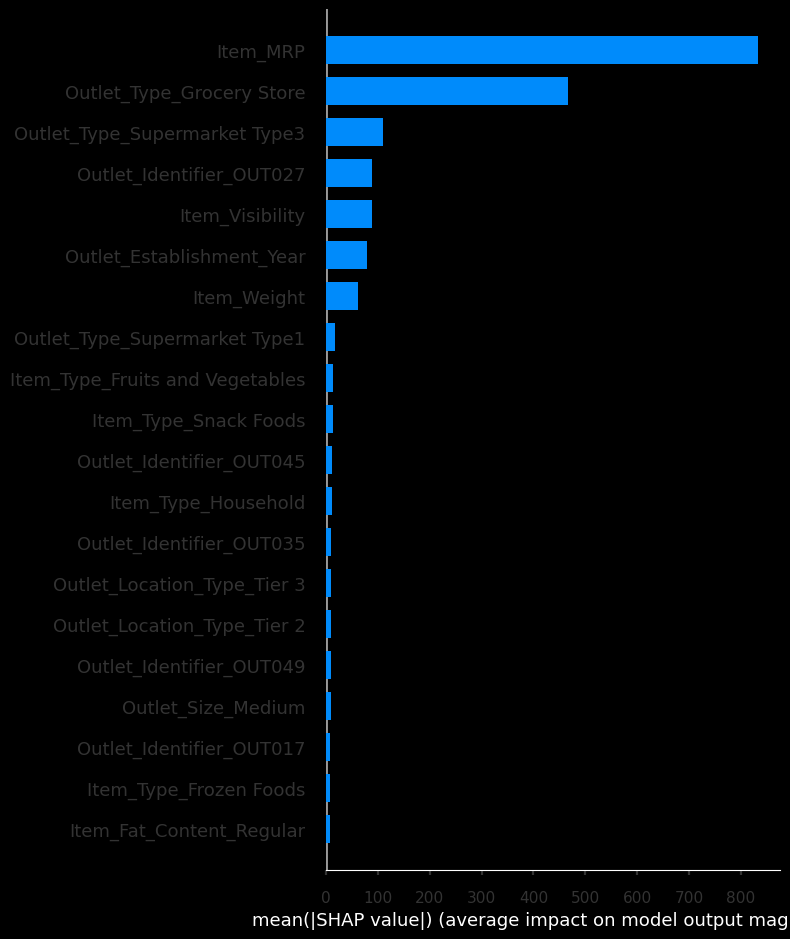 Item_MRP
Outlet_Type_Grocery Store
Outlet_Type_Supermarket Type3
Outlet_Identifier_OUT027
Item_Visibility
Outlet_Establishment_Year
Item_Weight
Outlet_Type_Supermarket Type1
Item_Type_Fruits and Vegetables
Item_Type_Snack Foods
Outlet_Identifier_OUT045
Item_Type_Household
Outlet_Identifier_OUT035
Outlet_Location_Type_Tier 3
Outlet_Location_Type_Tier 2
Outlet_Identifier_OUT049
Outlet_Size_Medium
Outlet_Identifier_OUT017
Item_Type_Frozen Foods
Item_Fat_Content_Regular
0 100 200 300 400 500 600 700 800
mean(|SHAP value|) (average impact on model output mag